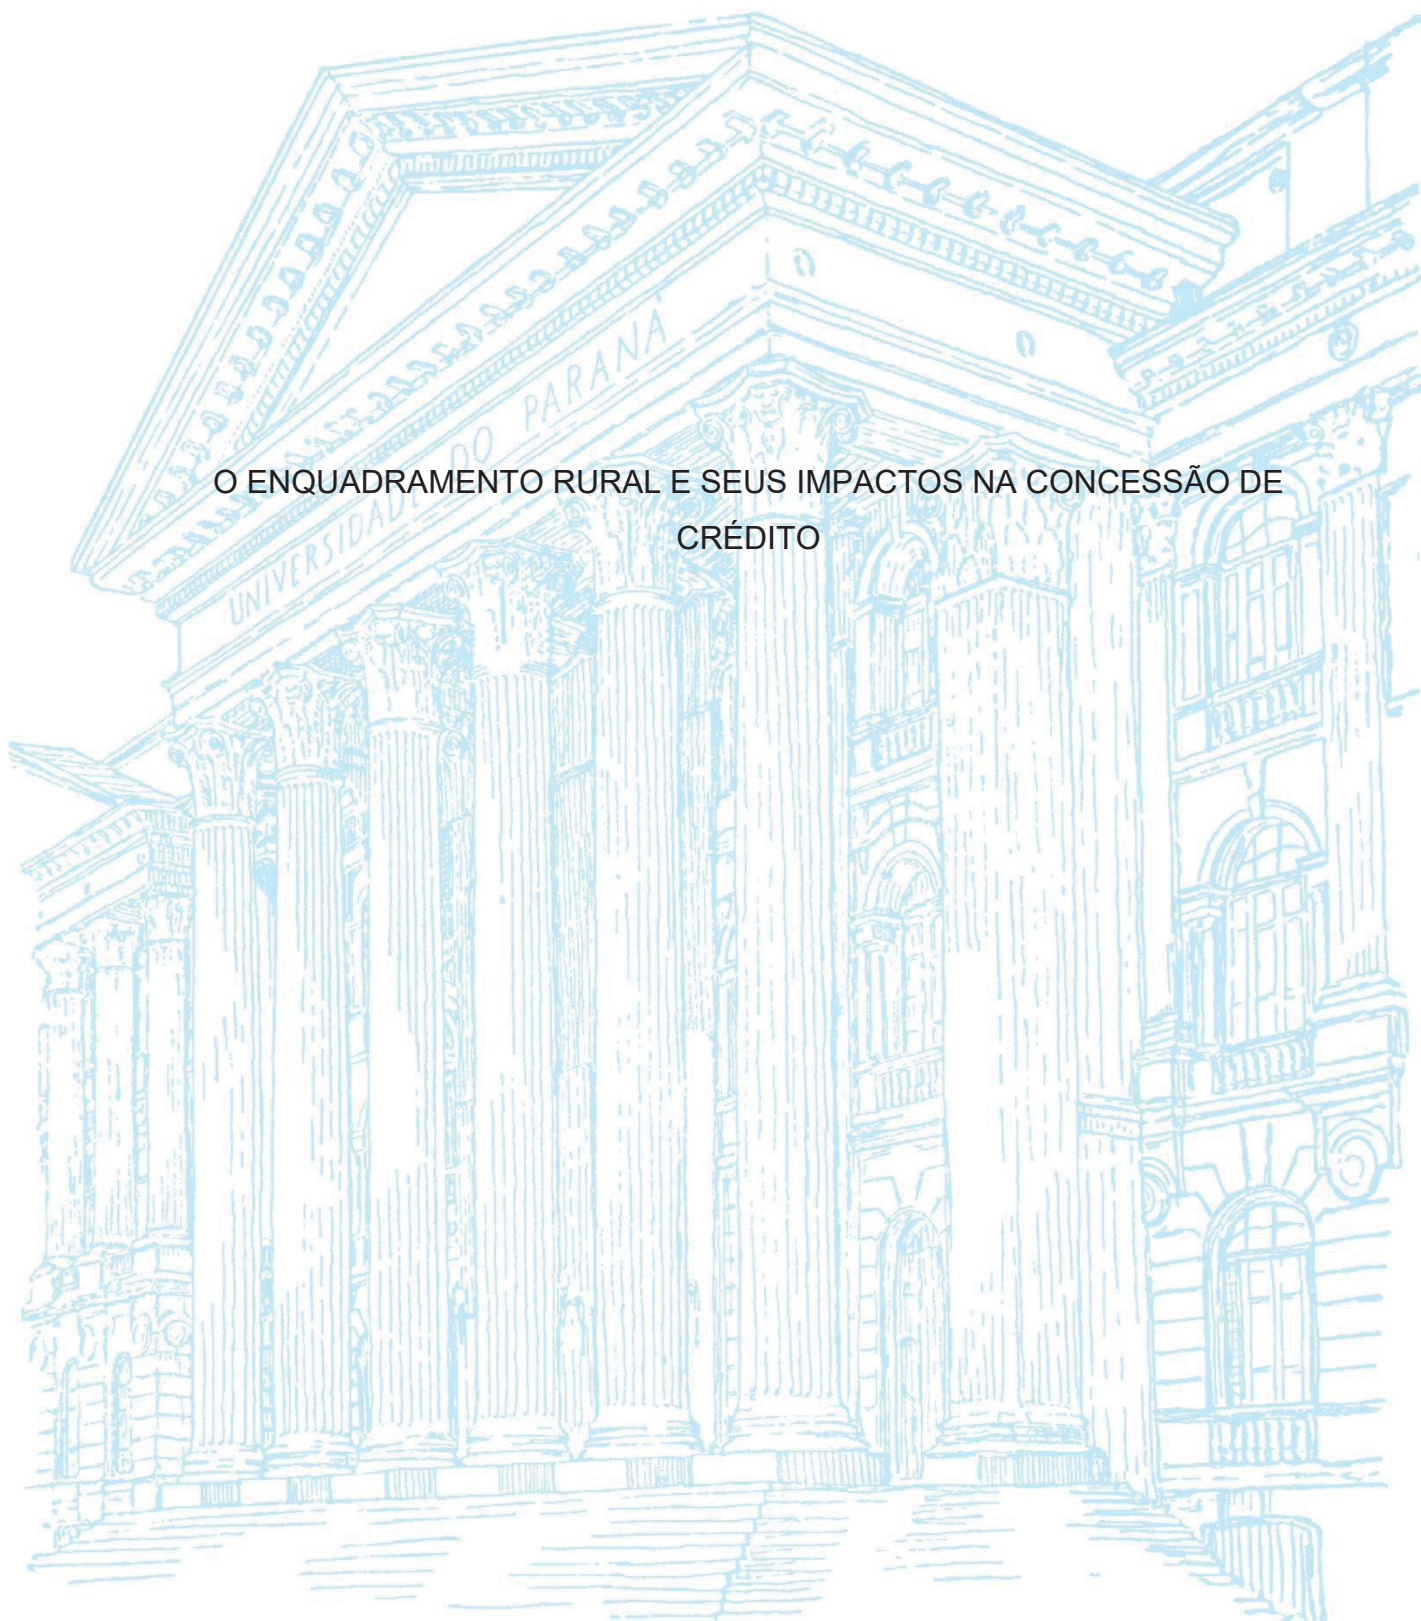 UNIVERSIDADE DO PARANÁ
O ENQUADRAMENTO RURAL E SEUS IMPACTOS NA CONCESSÃO DE
CRÉDITO